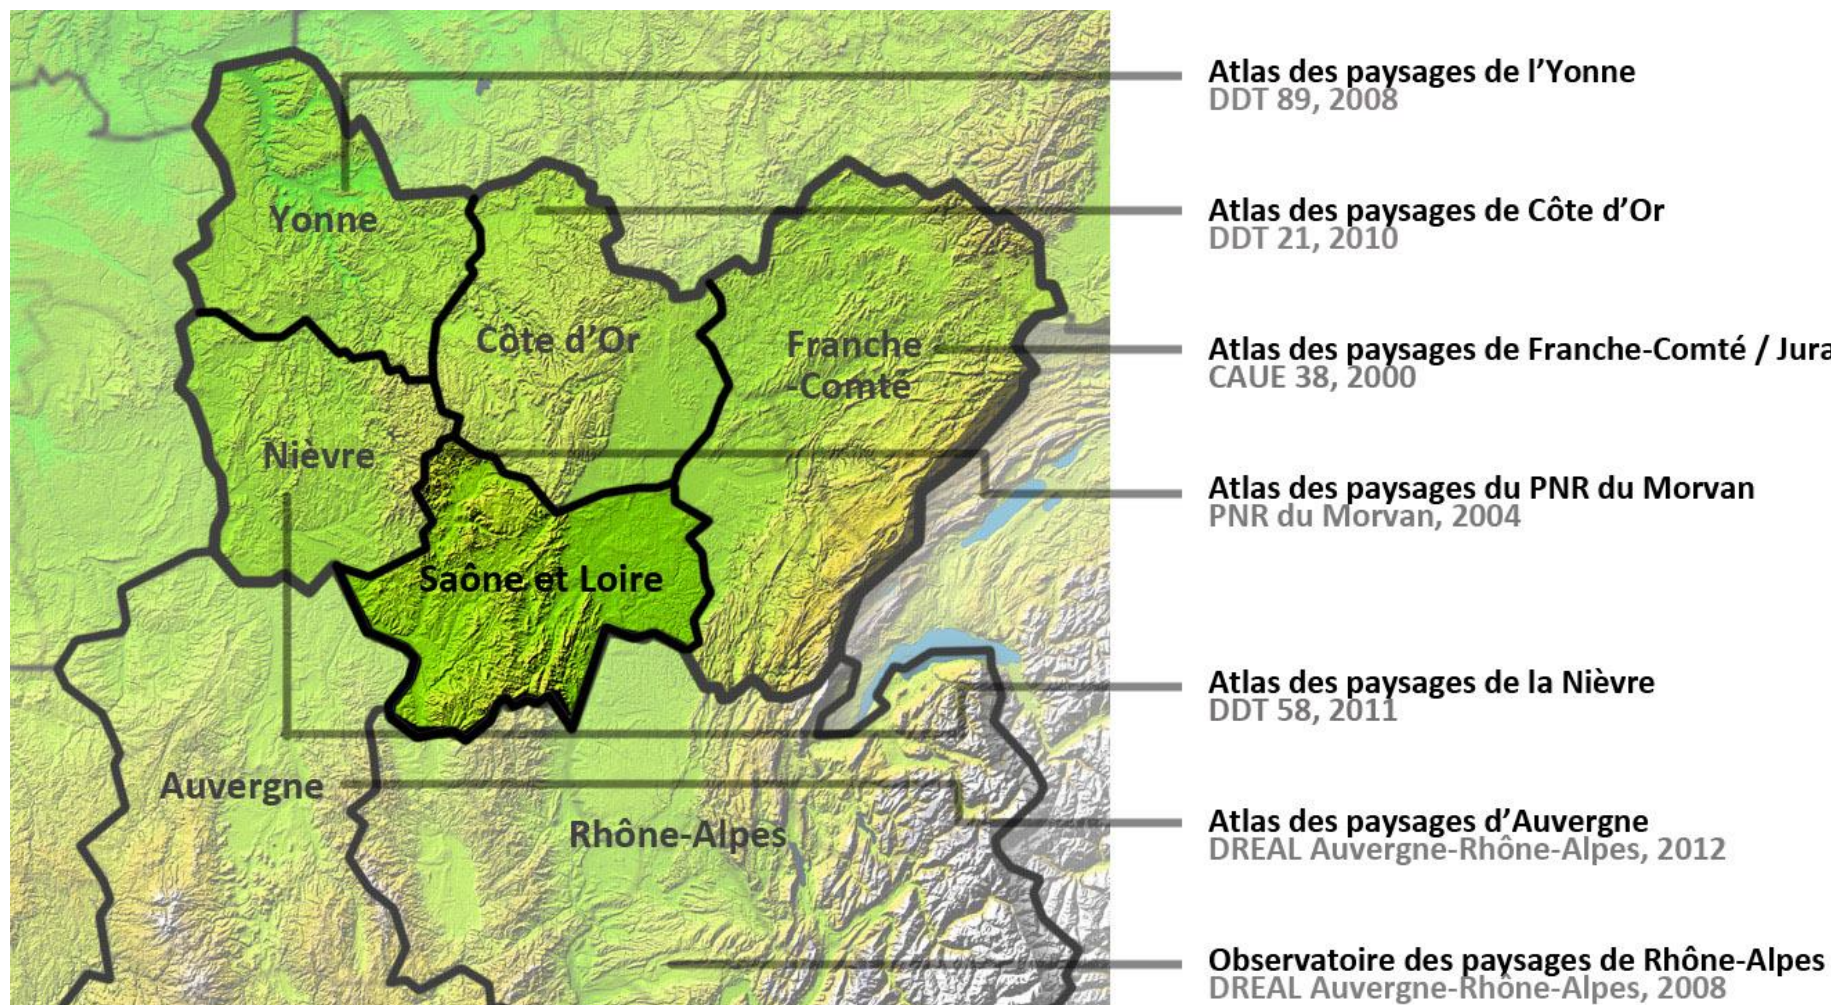 Atlas des paysages de l’Yonne
DDT 89, 2008
Atlas des paysages de Côte d’Or
DDT 21, 2010
Atlas des paysages de Franche-Comté / Jura
CAUE 38, 2000
Atlas des paysages du PNR du Morvan
PNR du Morvan, 2004
Atlas des paysages de la Nièvre
DDT 58, 2011
Atlas des paysages d’Auvergne
DREAL Auvergne-Rhône-Alpes, 2012
Observatoire des paysages de Rhône-Alpes
DREAL Auvergne-Rhône-Alpes, 2008
Yonne
Côte d’Or
Franche
-Comté
Nièvre
Saône et Loire
Auvergne
Rhône-Alpes